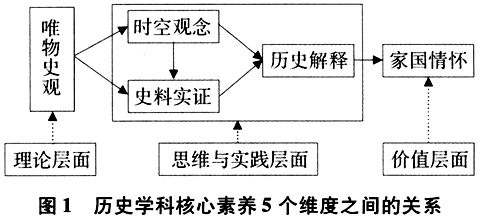 唯物史观
时空观念
史料实证
历史解释
家国情怀
理论层面
思维与实践层面
价值层面
图1 历史学科核心素养5个维度之间的关系